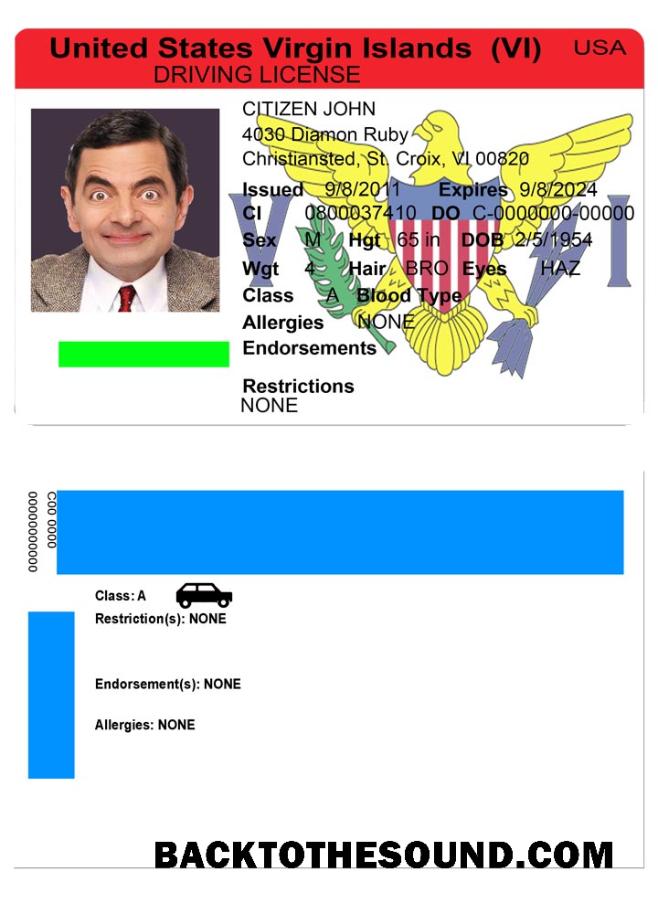 United States Virgin Islands (VI) USA
DRIVING LICENSE
CITIZEN JOHN
4030 Diamon Ruby
Christiansted, St. Croix, VI 00820
Issued 9/8/2011 Expires 9/8/2024
CI 0800037410 DO C-0000000-00000
Sex M Hgt 65 in DOB 2/5/1954
Wgt 4 Hair BRO Eyes HAZ
Class A Blood Type
Allergies NONE
Endorsements
Restrictions
NONE
V I
C00 0000
000000000000
Class: A
Restriction(s): NONE
Endorsement(s): NONE
Allergies: NONE
BACKTOTHESOUND.COM